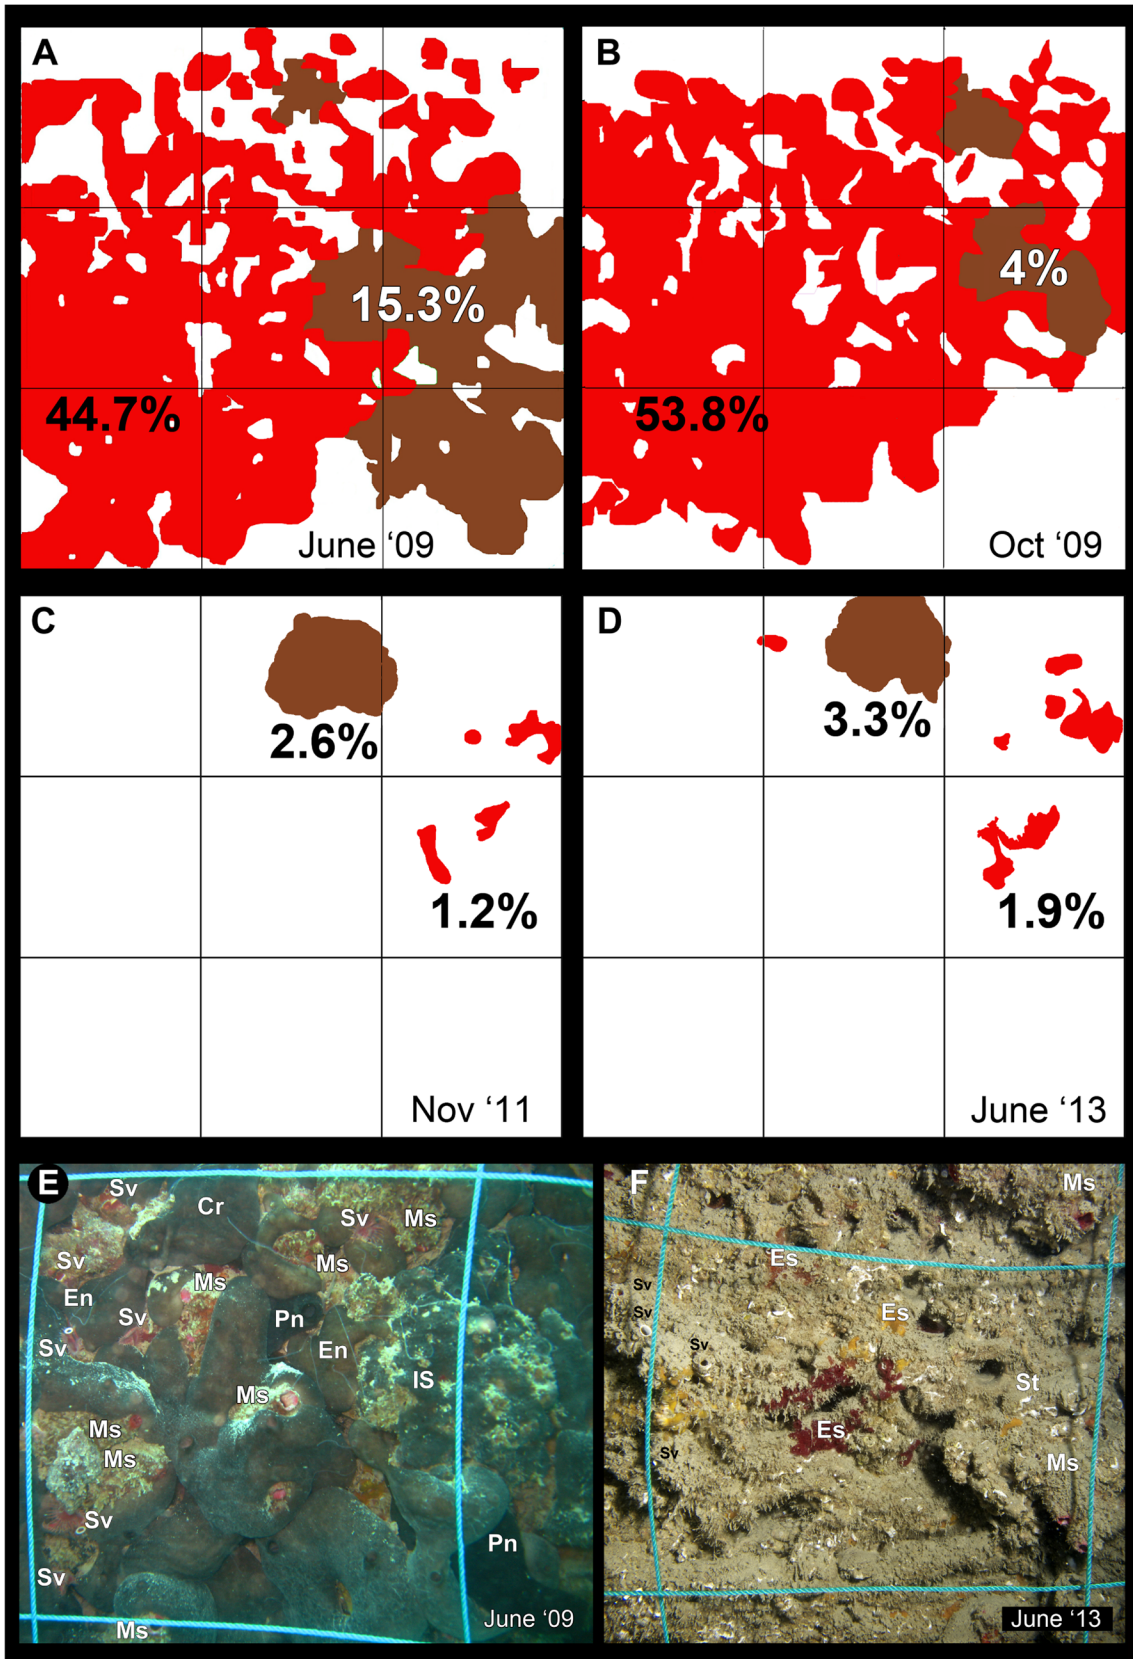 A
15.3%
44.7%
June ‘09
B
4%
53.8%
Oct ‘09
C
2.6%
1.2%
Nov ‘11
D
3.3%
1.9%
June ‘13
E
Sv
Cr
Sv Ms
Sv
Ms
Ms
En
Sv
Pn
Sv
En
Ms
IS
Ms
Ms
Sv
Pn
Sv
Ms
June ‘09
F
Ms
Es
Sv
Sv
Es
Sv
St
Es
Sv
Ms
June ‘13